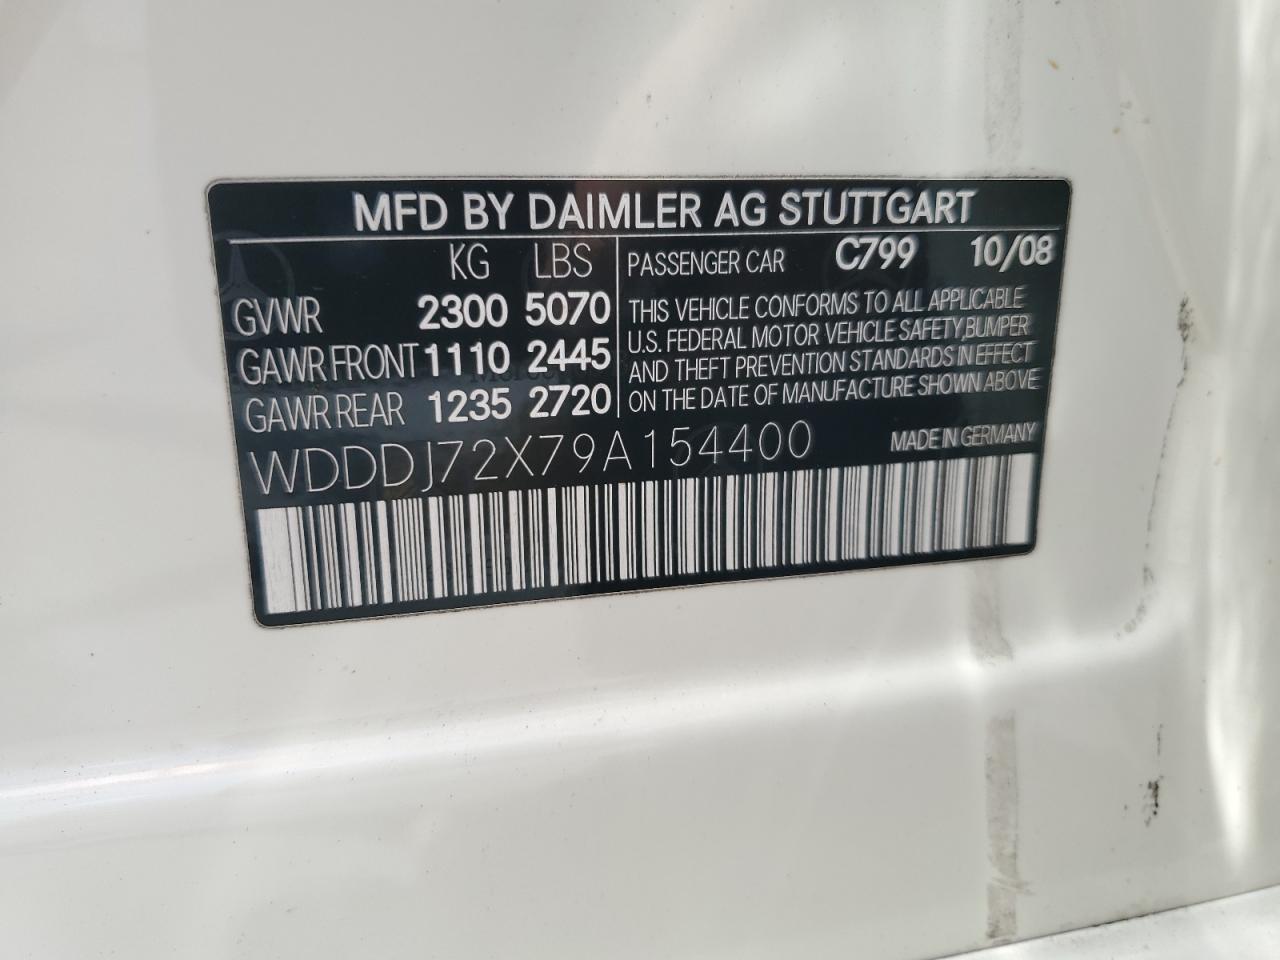 MFD BY DAIMLER AG STUTTGART
KG LBS
GVWR 2300 5070
GAWR FRONT 1110 2445
GAWR REAR 1235 2720
PASSENGER CAR C799 10/08
THIS VEHICLE CONFORMS TO ALL APPLICABLE
U.S. FEDERAL MOTOR VEHICLE SAFETY,BUMPER
AND THEFT PREVENTION STANDARDS IN EFFECT
ON THE DATE OF MANUFACTURE SHOWN ABOVE
WDDDJ72X79A154400
MADE IN GERMANY